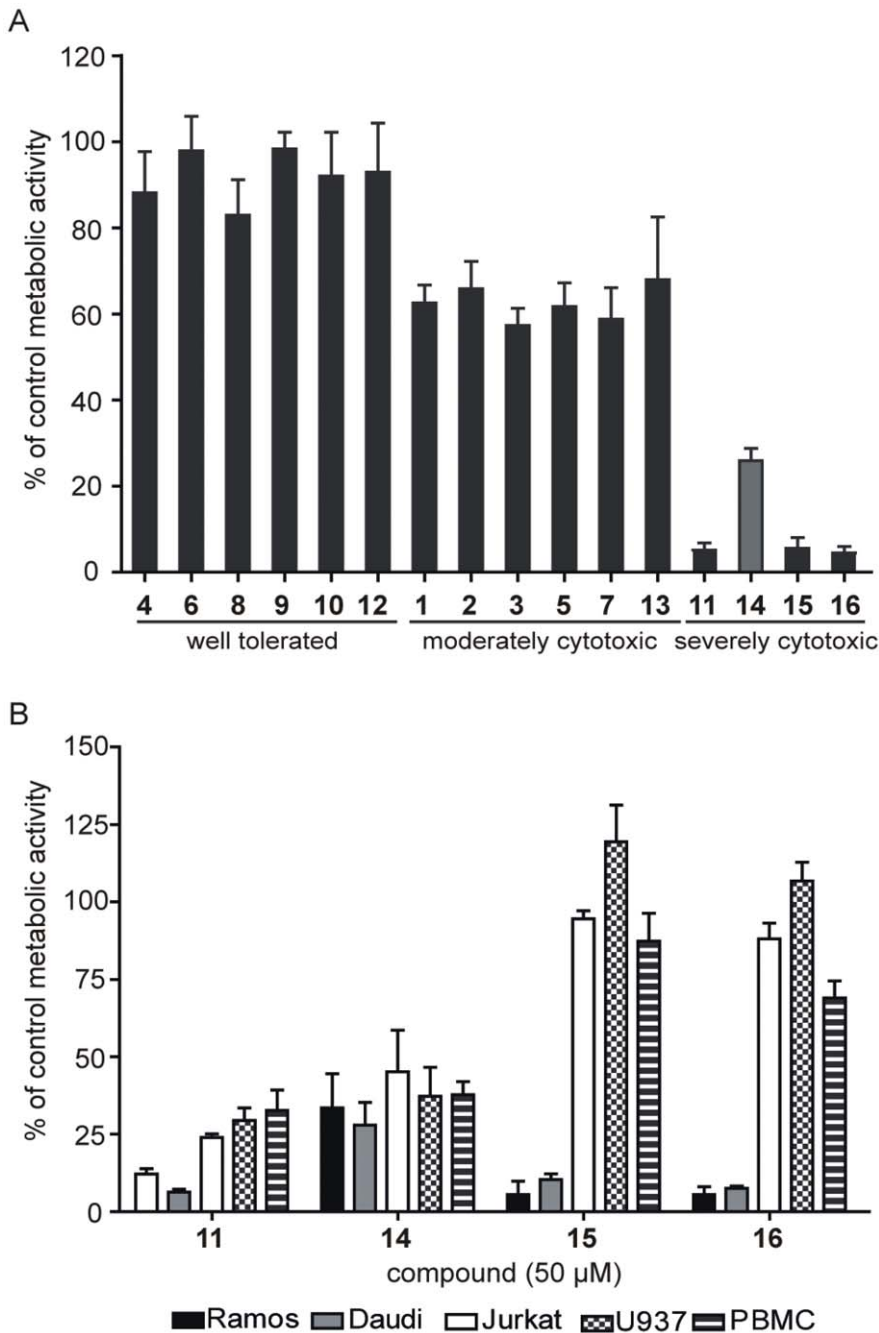 A
% of control metabolic activity
120
100
80
60
40
20
0
4 6 8 9 10 12 1 2 3 5 7 13 11 14 15 16
well tolerated moderately cytotoxic severely cytotoxic
B
% of control metabolic activity
150
125
100
75
50
25
0
11 14 15 16
compound (50 µM)
Ramos Daudi Jurkat U937 PBMC